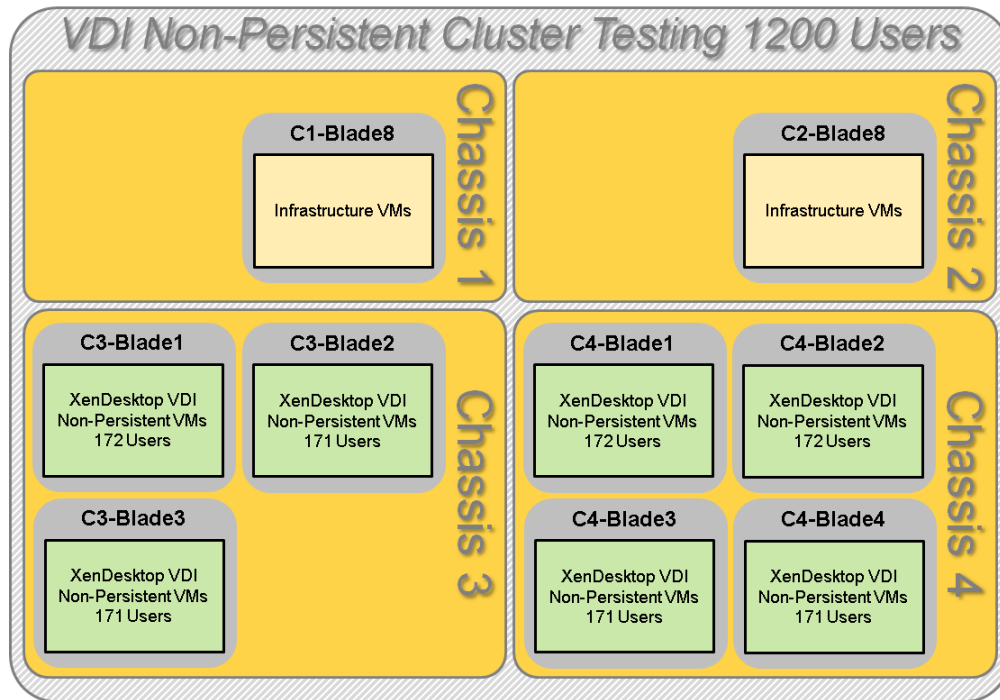 VDI Non-Persistent Cluster Testing 1200 Users
Chassis 1
C1-Blade8
Infrastructure VMs
Chassis 2
C2-Blade8
Infrastructure VMs
Chassis 3
C3-Blade1
XenDesktop VDI
Non-Persistent VMs
172 Users
C3-Blade2
XenDesktop VDI
Non-Persistent VMs
171 Users
C3-Blade3
XenDesktop VDI
Non-Persistent VMs
171 Users
Chassis 4
C4-Blade1
XenDesktop VDI
Non-Persistent VMs
172 Users
C4-Blade2
XenDesktop VDI
Non-Persistent VMs
172 Users
C4-Blade3
XenDesktop VDI
Non-Persistent VMs
171 Users
C4-Blade4
XenDesktop VDI
Non-Persistent VMs
171 Users